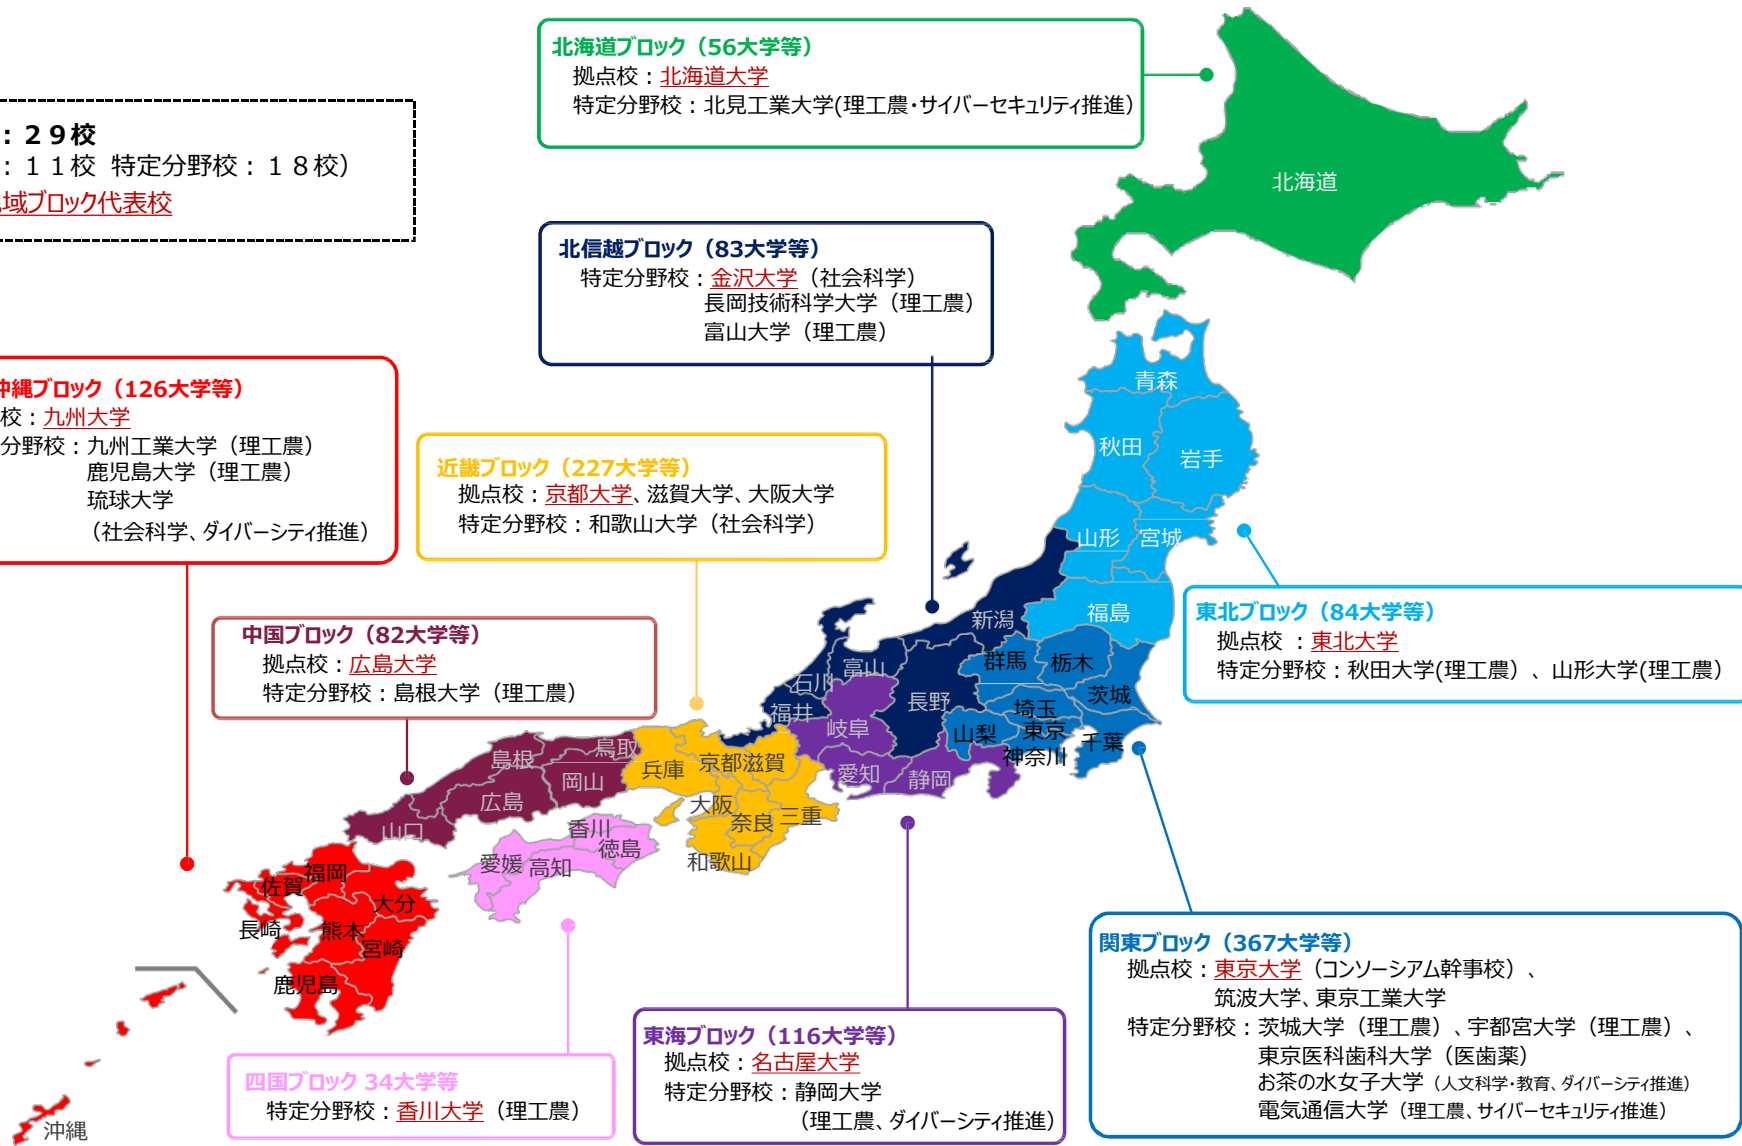 北海道ブロック（56大学等）
拠点校：北海道大学
特定分野校：北見工業大学(理工農・サイバーセキュリティ推進）
：２９校
：１１校 特定分野校：１８校）
域ブロック代表校
北信越ブロック（83大学等）
特定分野校：金沢大学（社会科学）
長岡技術科学大学（理工農）
富山大学（理工農）
沖縄ブロック（126大学等）
校：九州大学
分野校：九州工業大学（理工農）
鹿児島大学（理工農）
琉球大学
（社会科学、ダイバーシティ推進）
近畿ブロック（227大学等）
拠点校：京都大学、滋賀大学、大阪大学
特定分野校：和歌山大学（社会科学）
中国ブロック（82大学等）
拠点校：広島大学
特定分野校：島根大学（理工農）
東北ブロック（84大学等）
拠点校 ：東北大学
特定分野校：秋田大学(理工農）、山形大学(理工農）
関東ブロック（367大学等）
拠点校：東京大学（コンソーシアム幹事校）、
筑波大学、東京工業大学
特定分野校：茨城大学（理工農）、宇都宮大学（理工農）、
東京医科歯科大学（医歯薬）
お茶の水女子大学（人文科学・教育、ダイバーシティ推進）
電気通信大学（理工農、サイバーセキュリティ推進）
東海ブロック（116大学等）
拠点校：名古屋大学
特定分野校：静岡大学
（理工農、ダイバーシティ推進）
四国ブロック 34大学等
特定分野校：香川大学（理工農）
北海道
青森
秋田
岩手
山形
宮城
福島
新潟
群馬
栃木
富山
石川
長野
茨城
福井
岐阜
埼玉
山梨
東京
千葉
神奈川
愛知
静岡
鳥取
島根
京都
滋賀
兵庫
岡山
広島
大阪
奈良
三重
山口
香川
徳島
和歌山
愛媛
高知
福岡
佐賀
大分
長崎
熊本
宮崎
鹿児島
沖縄